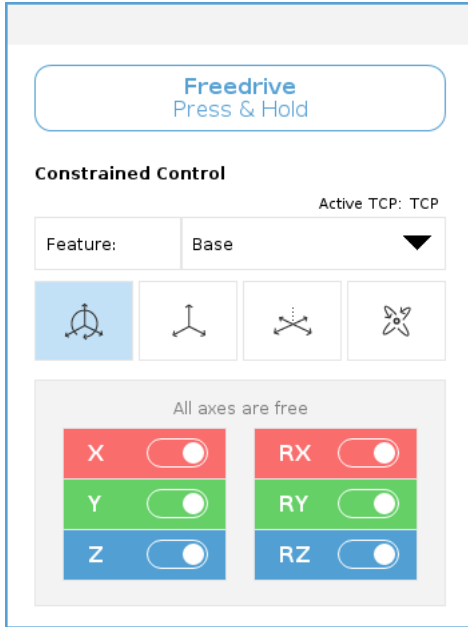 Freedrive
Press & Hold
Constrained Control
Active TCP: TCP
Feature: Base
All axes are free
X RX
Y RY
Z RZ